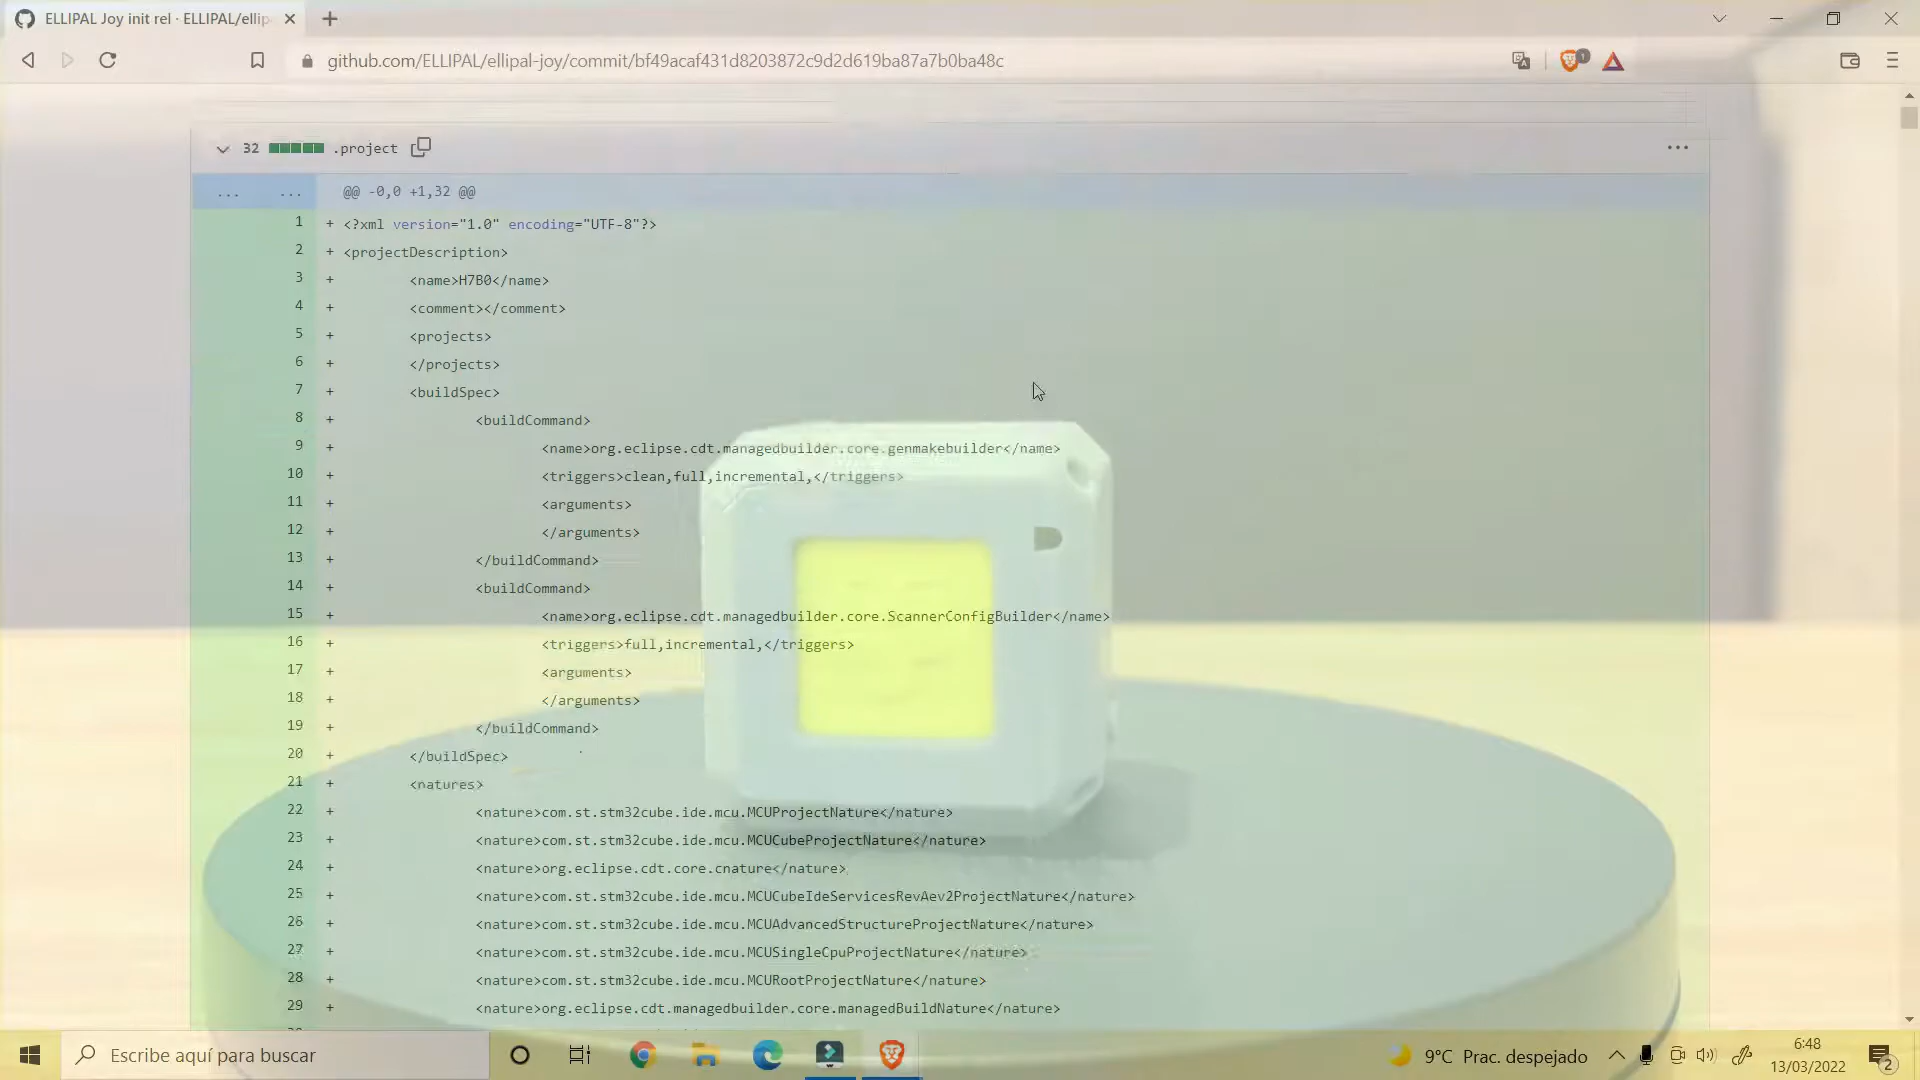 ELLIPAL Joy init rel · ELLIPAL/ellip
github.com/ELLIPAL/ellipal-joy/commit/bf49acaf431d8203872c9d2d619ba87a7b0ba48c
1
32 .project
... ... @@ -0,0 +1,32 @@
1 + <?xml version="1.0" encoding="UTF-8"?>
2 + <projectDescription>
3 + <name>H7B0</name>
4 + <comment></comment>
5 + <projects>
6 + </projects>
7 + <buildSpec>
8 + <buildCommand>
9 + <name>org.eclipse.cdt.managedbuilder.core.genmakebuilder</name>
10 + <triggers>clean,full,incremental,</triggers>
11 + <arguments>
12 + </arguments>
13 + </buildCommand>
14 + <buildCommand>
15 + <name>org.eclipse.cdt.managedbuilder.core.ScannerConfigBuilder</name>
16 + <triggers>full,incremental,</triggers>
17 + <arguments>
18 + </arguments>
19 + </buildCommand>
20 + </buildSpec>
21 + <natures>
22 + <nature>com.st.stm32cube.ide.mcu.MCUProjectNature</nature>
23 + <nature>com.st.stm32cube.ide.mcu.MCUCubeProjectNature</nature>
24 + <nature>org.eclipse.cdt.core.cnature</nature>
25 + <nature>com.st.stm32cube.ide.mcu.MCUCubeIdeServicesRevAev2ProjectNature</nature>
26 + <nature>com.st.stm32cube.ide.mcu.MCUAdvancedStructureProjectNature</nature>
27 + <nature>com.st.stm32cube.ide.mcu.MCUSingleCpuProjectNature</nature>
28 + <nature>com.st.stm32cube.ide.mcu.MCURootProjectNature</nature>
29 + <nature>org.eclipse.cdt.managedbuilder.core.managedBuildNature</nature>
Escribe aquí para buscar
9°C Prac. despejado
6:48
13/03/2022
2